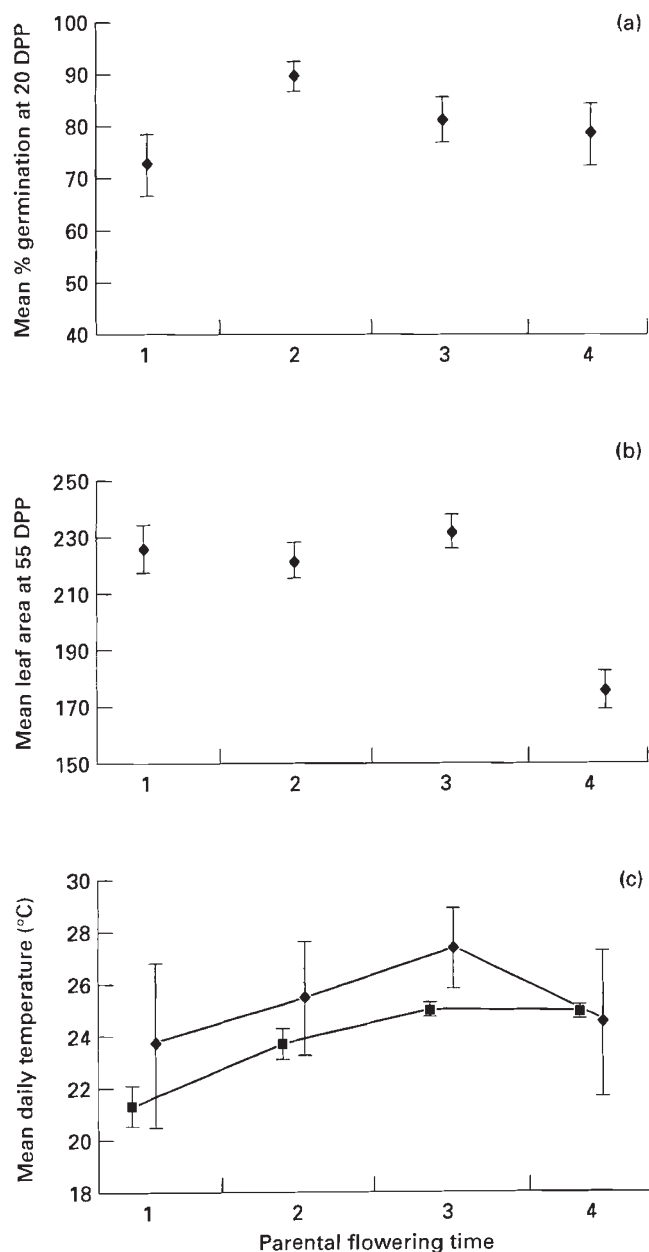 (a)
Mean % germination at 20 DPP
100
90
80
70
60
50
40
1 2 3 4
(b)
Mean leaf area at 55 DPP
250
230
210
190
170
150
1 2 3 4
(c)
Mean daily temperature (°C)
30
28
26
24
22
20
18
1 2 3 4
Parental flowering time